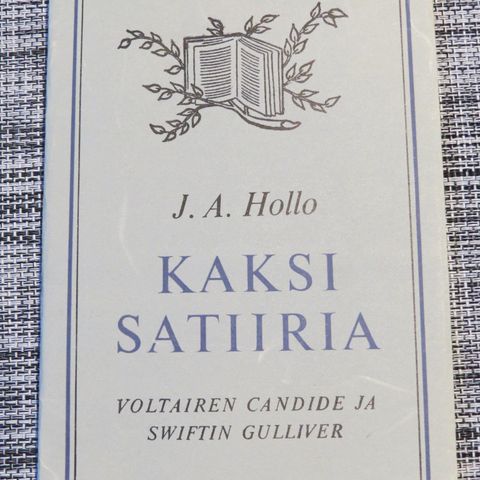 J. A. Hollo
KAKSI
SATIIRIA
VOLTAIREN CANDIDE JA
SWIFTIN GULLIVER